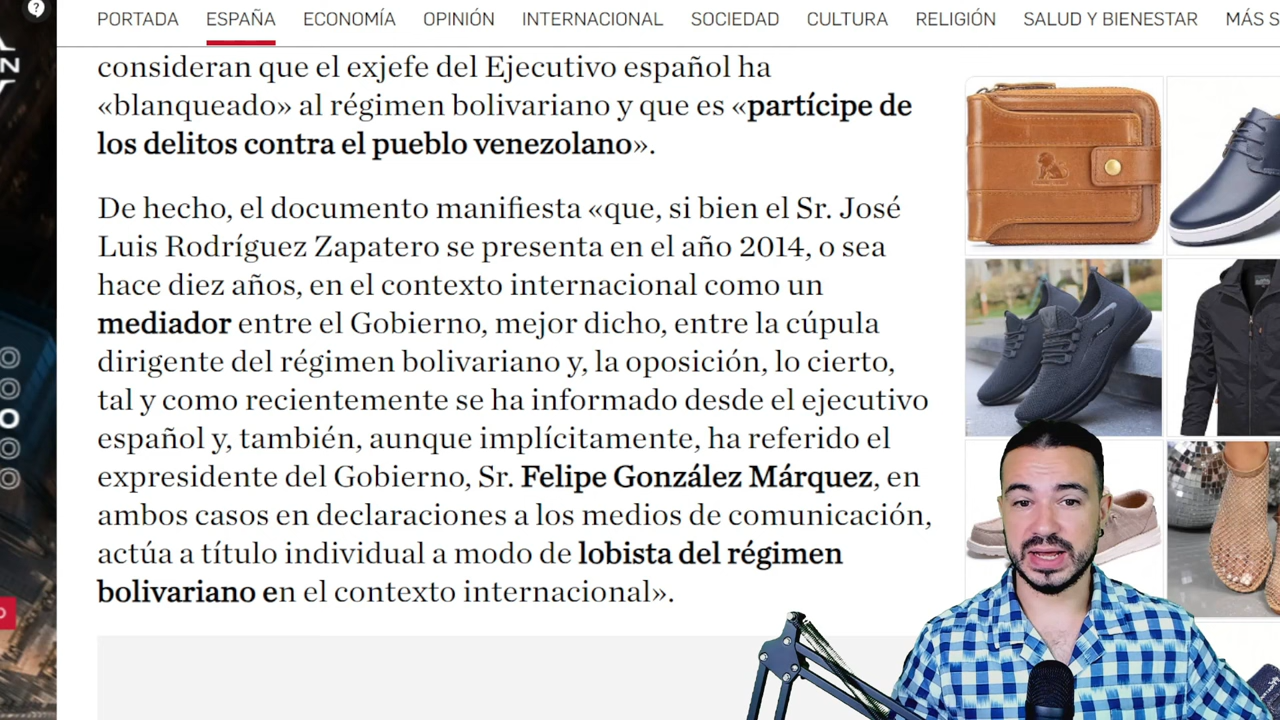 ?
PORTADA ESPAÑA ECONOMÍA OPINIÓN INTERNACIONAL SOCIEDAD CULTURA RELIGIÓN SALUD Y BIENESTAR MÁS S
N
consideran que el exjefe del Ejecutivo español ha
«blanqueado» al régimen bolivariano y que es «partícipe de
los delitos contra el pueblo venezolano».
De hecho, el documento manifiesta «que, si bien el Sr. José
Luis Rodríguez Zapatero se presenta en el año 2014, o sea
hace diez años, en el contexto internacional como un
mediador entre el Gobierno, mejor dicho, entre la cúpula
dirigente del régimen bolivariano y, la oposición, lo cierto,
tal y como recientemente se ha informado desde el ejecutivo
español y, también, aunque implícitamente, ha referido el
expresidente del Gobierno, Sr. Felipe González Márquez, en
ambos casos en declaraciones a los medios de comunicación,
actúa a título individual a modo de lobista del régimen
bolivariano en el contexto internacional».